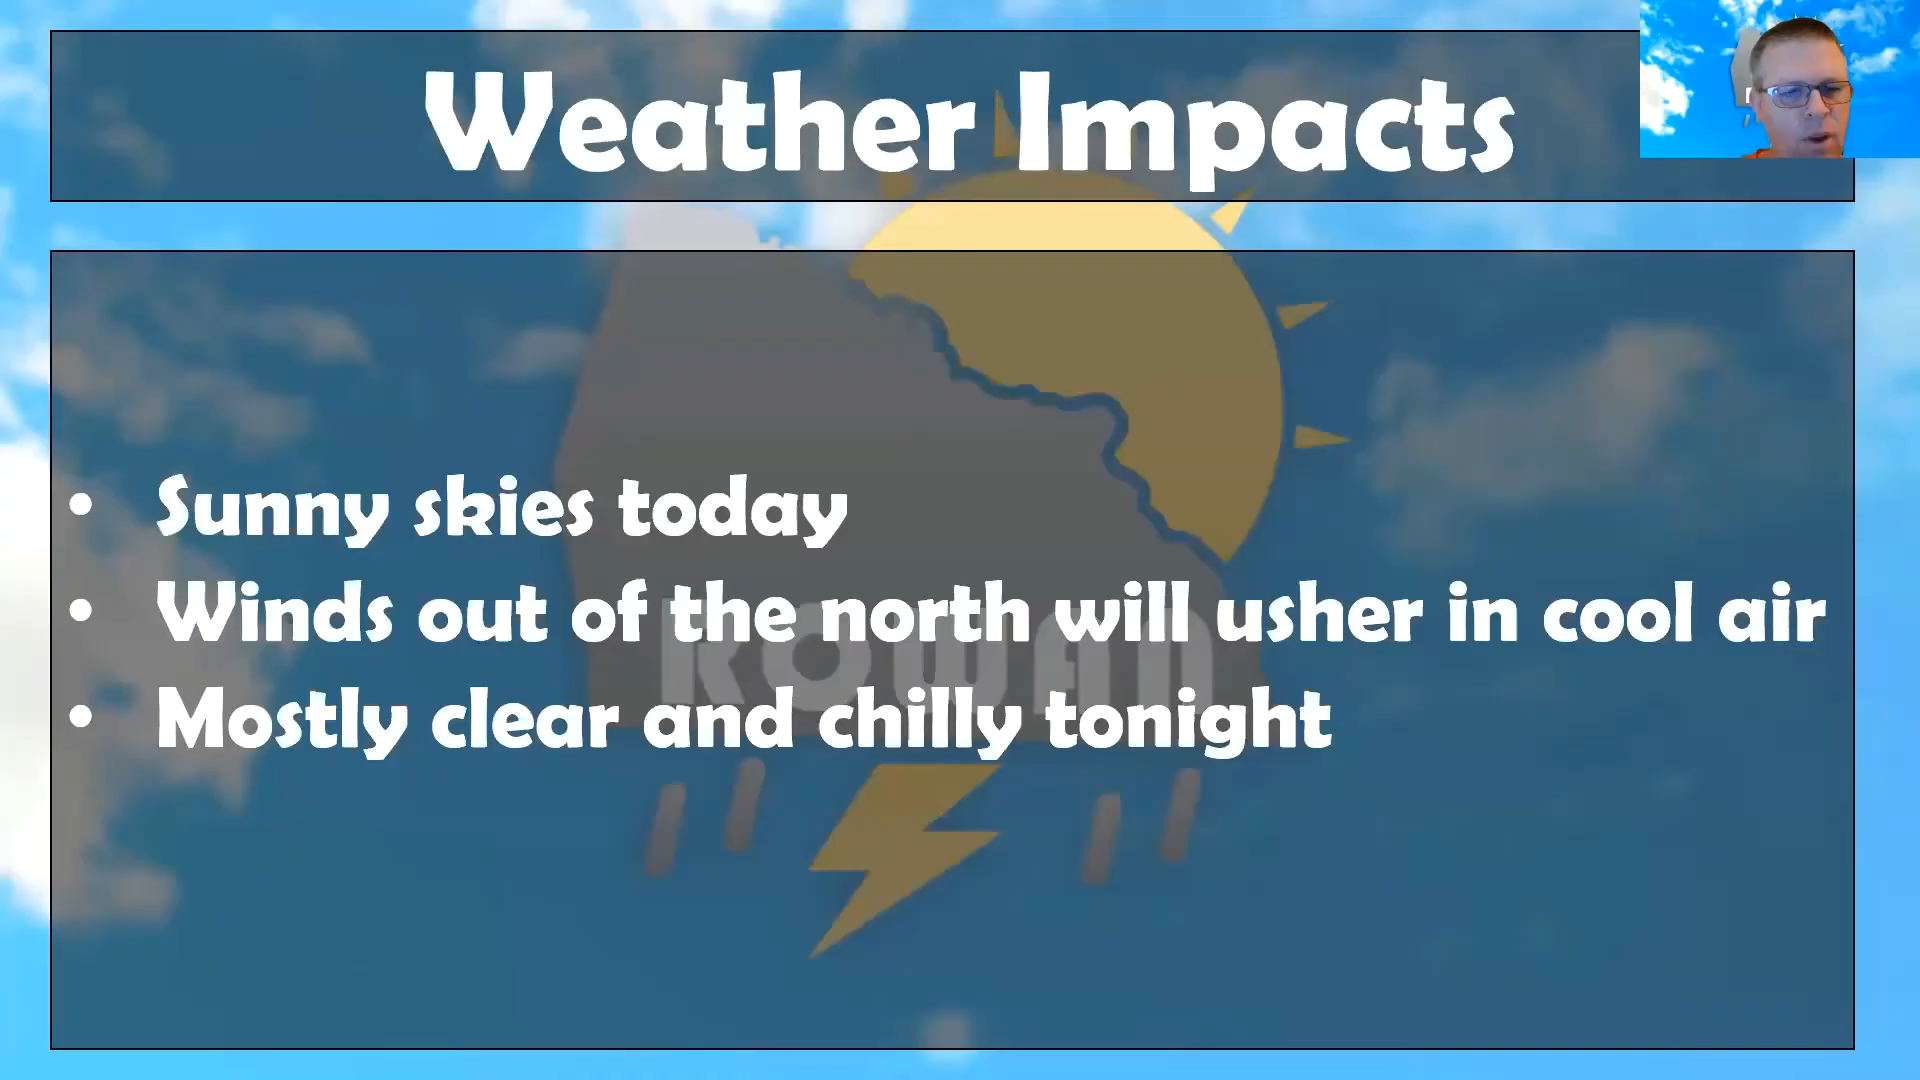 Weather Impacts
• Sunny skies today
• Winds out of the north will usher in cool air
• Mostly clear and chilly tonight
ROWAN